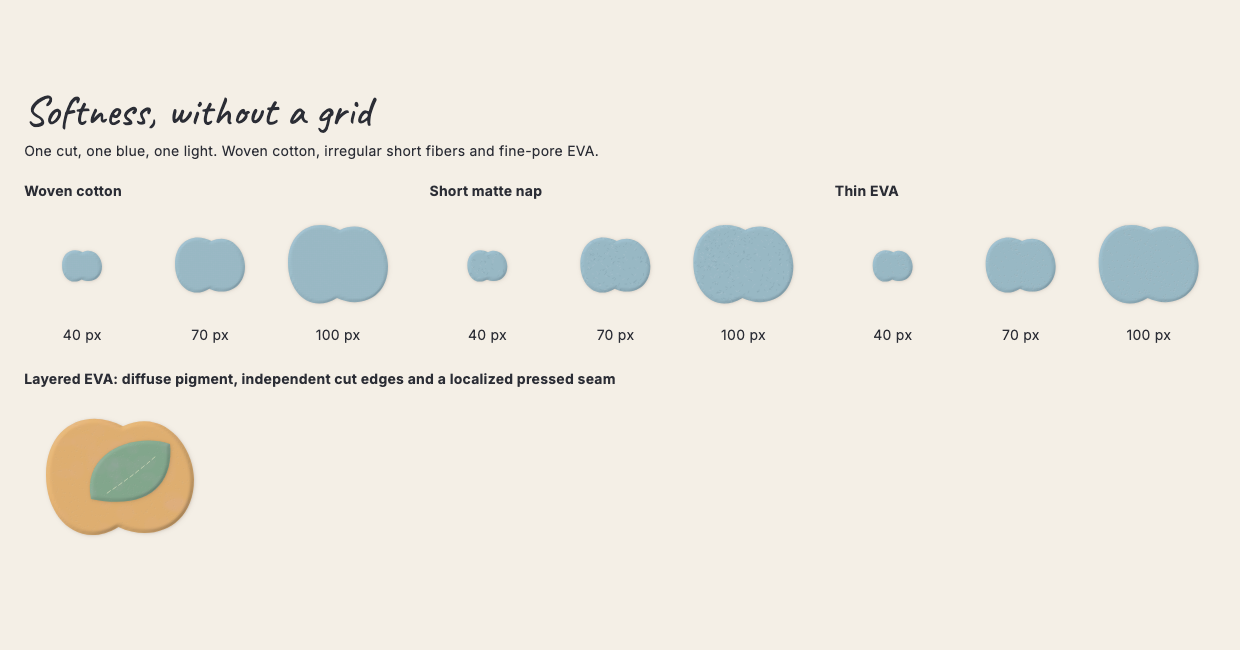 Softness, without a grid
One cut, one blue, one light. Woven cotton, irregular short fibers and fine-pore EVA.
Woven cotton
Short matte nap
Thin EVA
40 px
70 px
100 px
40 px
70 px
100 px
40 px
70 px
100 px
Layered EVA: diffuse pigment, independent cut edges and a localized pressed seam